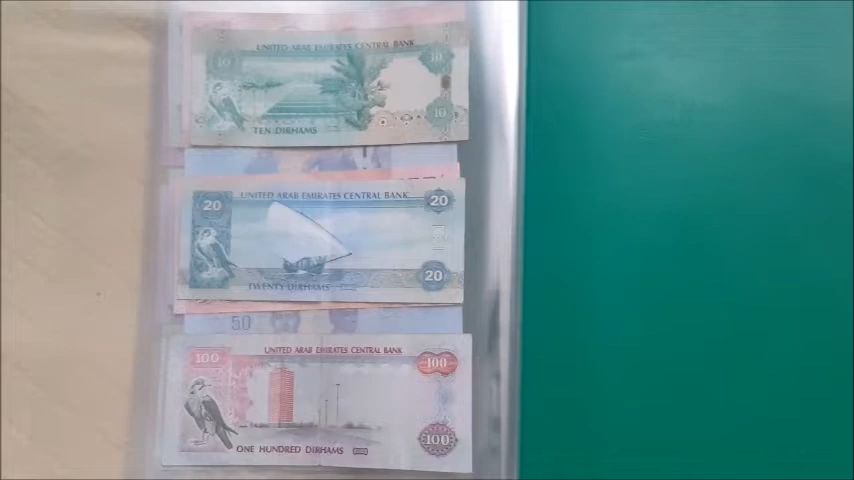 UNITED ARAB EMIRATES CENTRAL BANK
10 10
10
TEN DIRHAMS
UNITED ARAB EMIRATES CENTRAL BANK
20 20
20
TWENTY DIRHAMS
50
UNITED ARAB EMIRATES CENTRAL BANK
100 100
100
ONE HUNDRED DIRHAMS